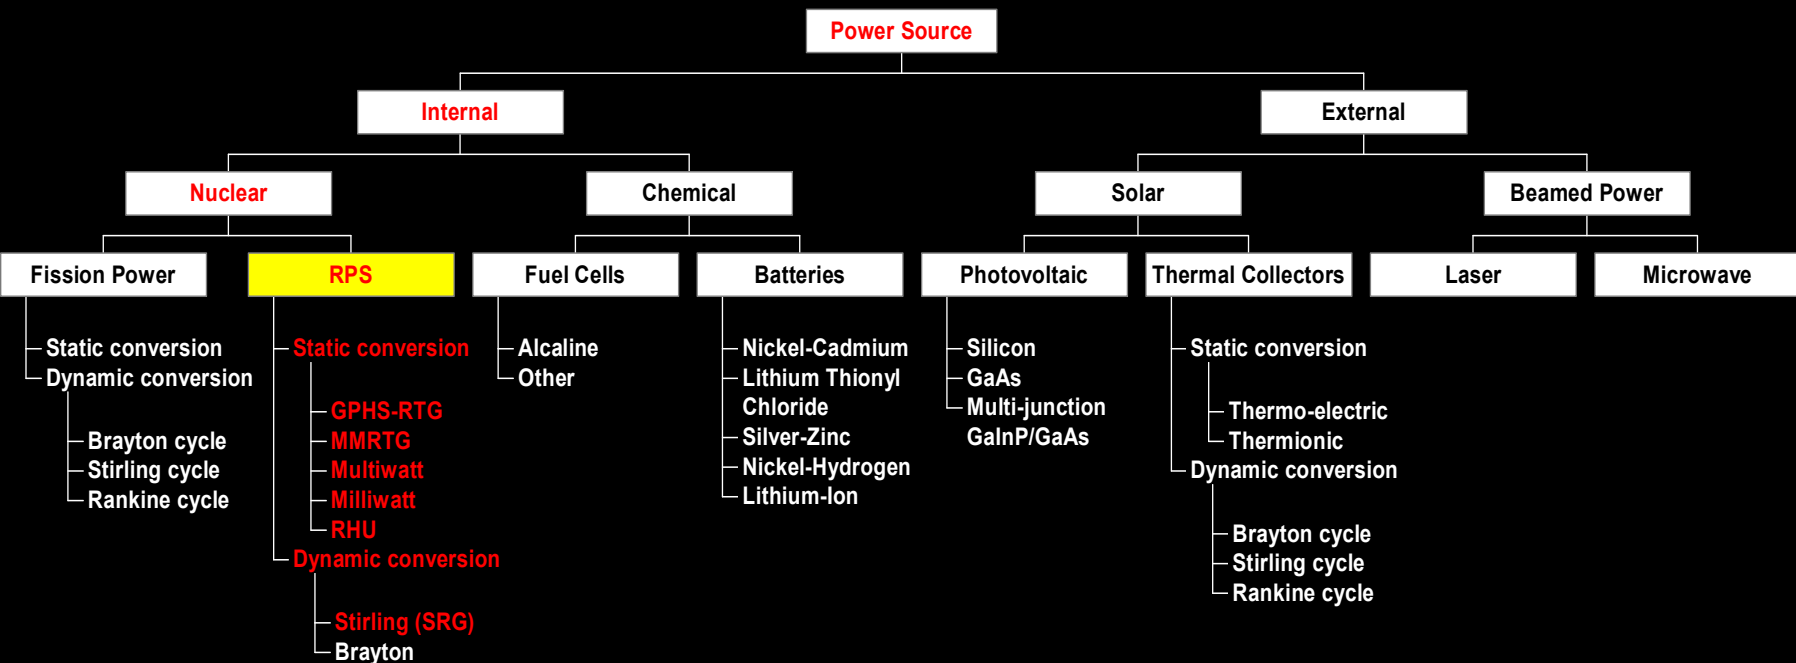 Power Source
Internal
External
Nuclear
Chemical
Solar
Beamed Power
Fission Power
RPS
Fuel Cells
Batteries
Photovoltaic
Thermal Collectors
Laser
Microwave
Static conversion
Dynamic conversion
Brayton cycle
Stirling cycle
Rankine cycle
Static conversion
GPHS-RTG
MMRTG
Multiwatt
Milliwatt
RHU
Dynamic conversion
Stirling (SRG)
Brayton
Alcaline
Other
Nickel-Cadmium
Lithium Thionyl
Chloride
Silver-Zinc
Nickel-Hydrogen
Lithium-Ion
Silicon
GaAs
Multi-junction
GaInP/GaAs
Static conversion
Thermo-electric
Thermionic
Dynamic conversion
Brayton cycle
Stirling cycle
Rankine cycle